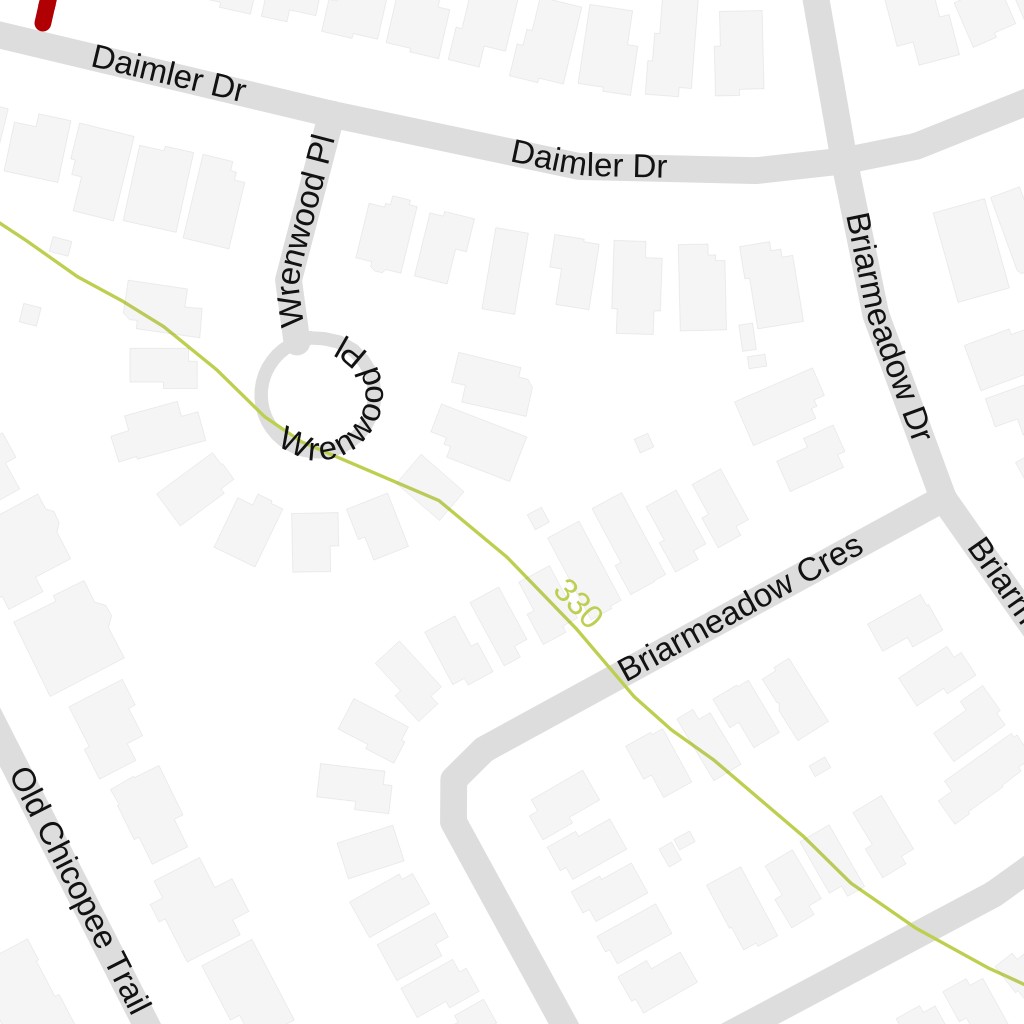 Daimler Dr
Daimler Dr
Wrenwood Pl
Wrenwood Pl
Briarmeadow Dr
Briarmeadow Cres
330
Old Chicopee Trail